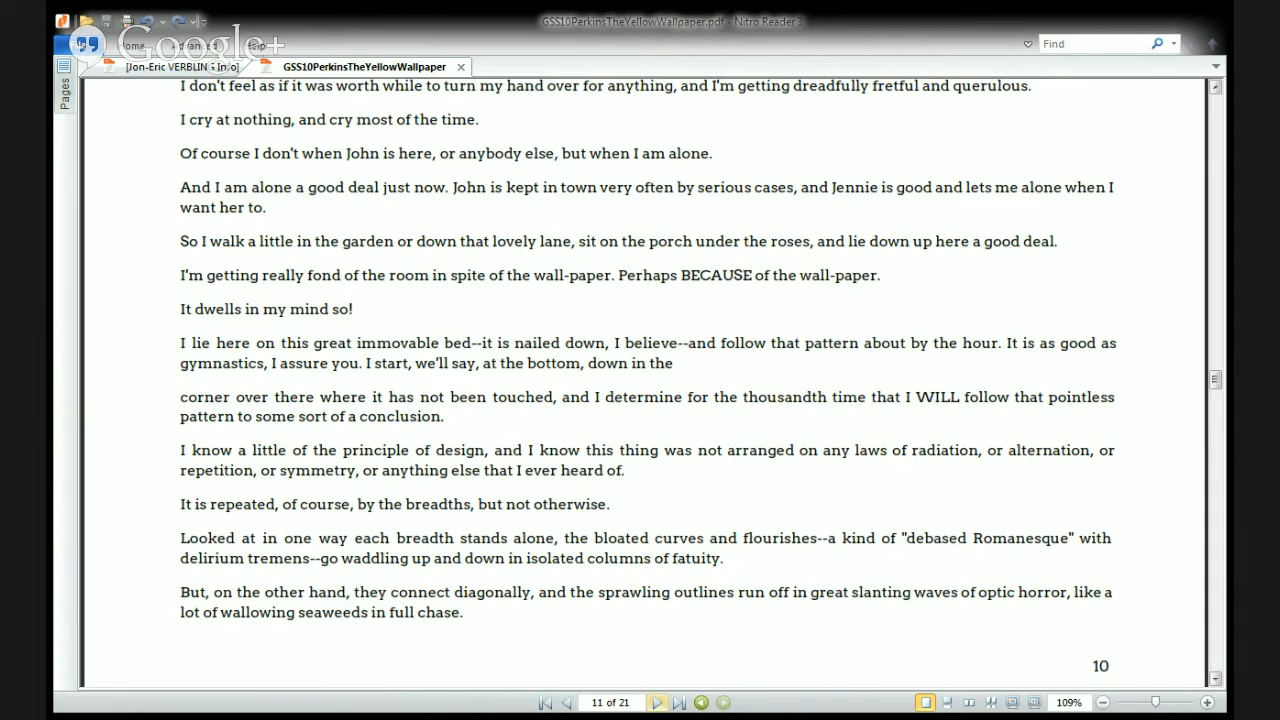 GSS10PerkinsTheYellowWallpaper.pdf - Nitro Reader 3
Google+
Home Advanced Help
Find
[Jon-Eric VERBLING Info] GSS10PerkinsTheYellowWallpaper
Pages
I don't feel as if it was worth while to turn my hand over for anything, and I'm getting dreadfully fretful and querulous.
I cry at nothing, and cry most of the time.
Of course I don't when John is here, or anybody else, but when I am alone.
And I am alone a good deal just now. John is kept in town very often by serious cases, and Jennie is good and lets me alone when I
want her to.
So I walk a little in the garden or down that lovely lane, sit on the porch under the roses, and lie down up here a good deal.
I'm getting really fond of the room in spite of the wall-paper. Perhaps BECAUSE of the wall-paper.
It dwells in my mind so!
I lie here on this great immovable bed--it is nailed down, I believe--and follow that pattern about by the hour. It is as good as
gymnastics, I assure you. I start, we'll say, at the bottom, down in the
corner over there where it has not been touched, and I determine for the thousandth time that I WILL follow that pointless
pattern to some sort of a conclusion.
I know a little of the principle of design, and I know this thing was not arranged on any laws of radiation, or alternation, or
repetition, or symmetry, or anything else that I ever heard of.
It is repeated, of course, by the breadths, but not otherwise.
Looked at in one way each breadth stands alone, the bloated curves and flourishes--a kind of "debased Romanesque" with
delirium tremens--go waddling up and down in isolated columns of fatuity.
But, on the other hand, they connect diagonally, and the sprawling outlines run off in great slanting waves of optic horror, like a
lot of wallowing seaweeds in full chase.
10
11 of 21
109%